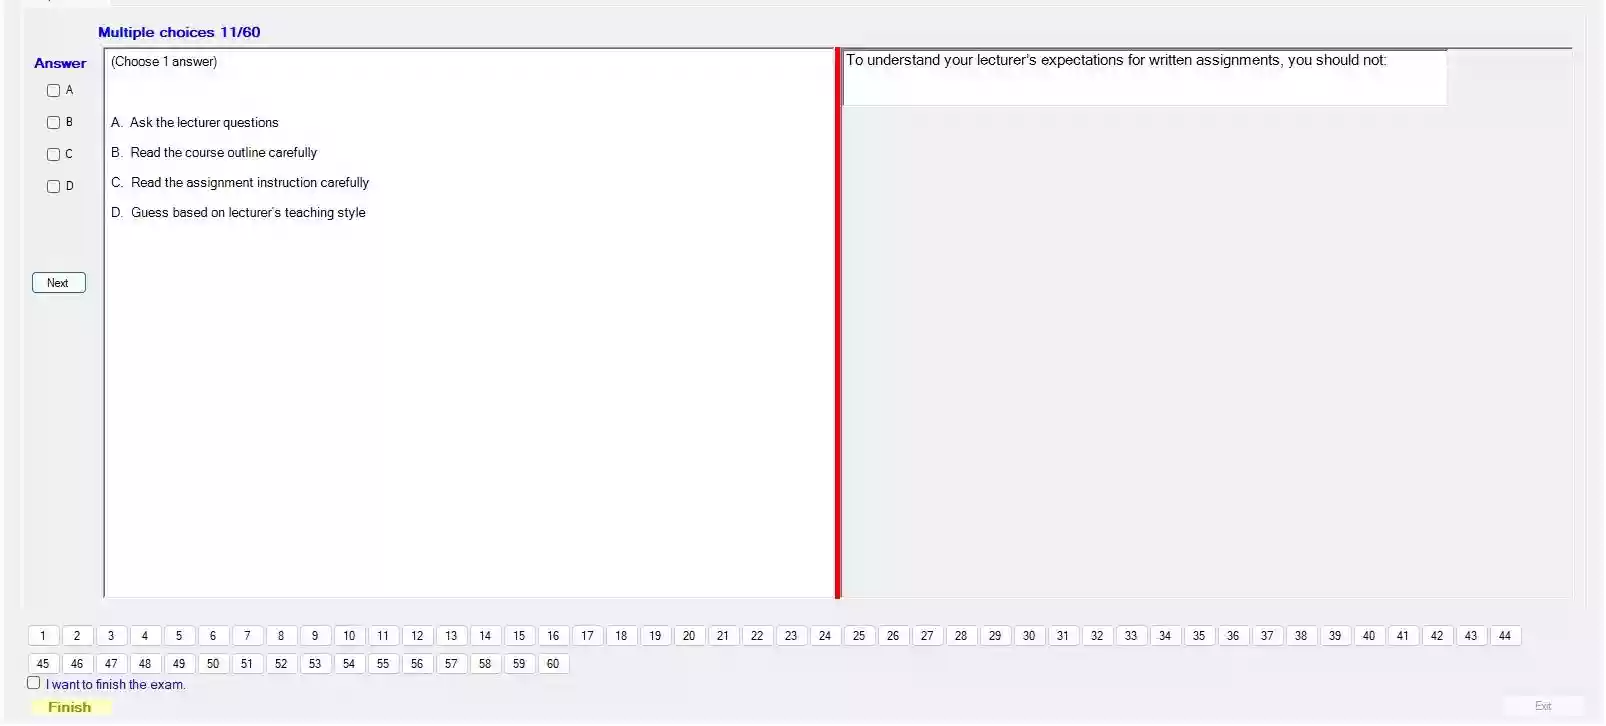 Multiple choices 11/60
Answer
(Choose 1 answer)
To understand your lecturer's expectations for written assignments, you should not:
A
B
C
D
A. Ask the lecturer questions
B. Read the course outline carefully
C. Read the assignment instruction carefully
D. Guess based on lecturer's teaching style
Next
1 2 3 4 5 6 7 8 9 10 11 12 13 14 15 16 17 18 19 20 21 22 23 24 25 26 27 28 29 30 31 32 33 34 35 36 37 38 39 40 41 42 43 44
45 46 47 48 49 50 51 52 53 54 55 56 57 58 59 60
I want to finish the exam.
Finish
Exit